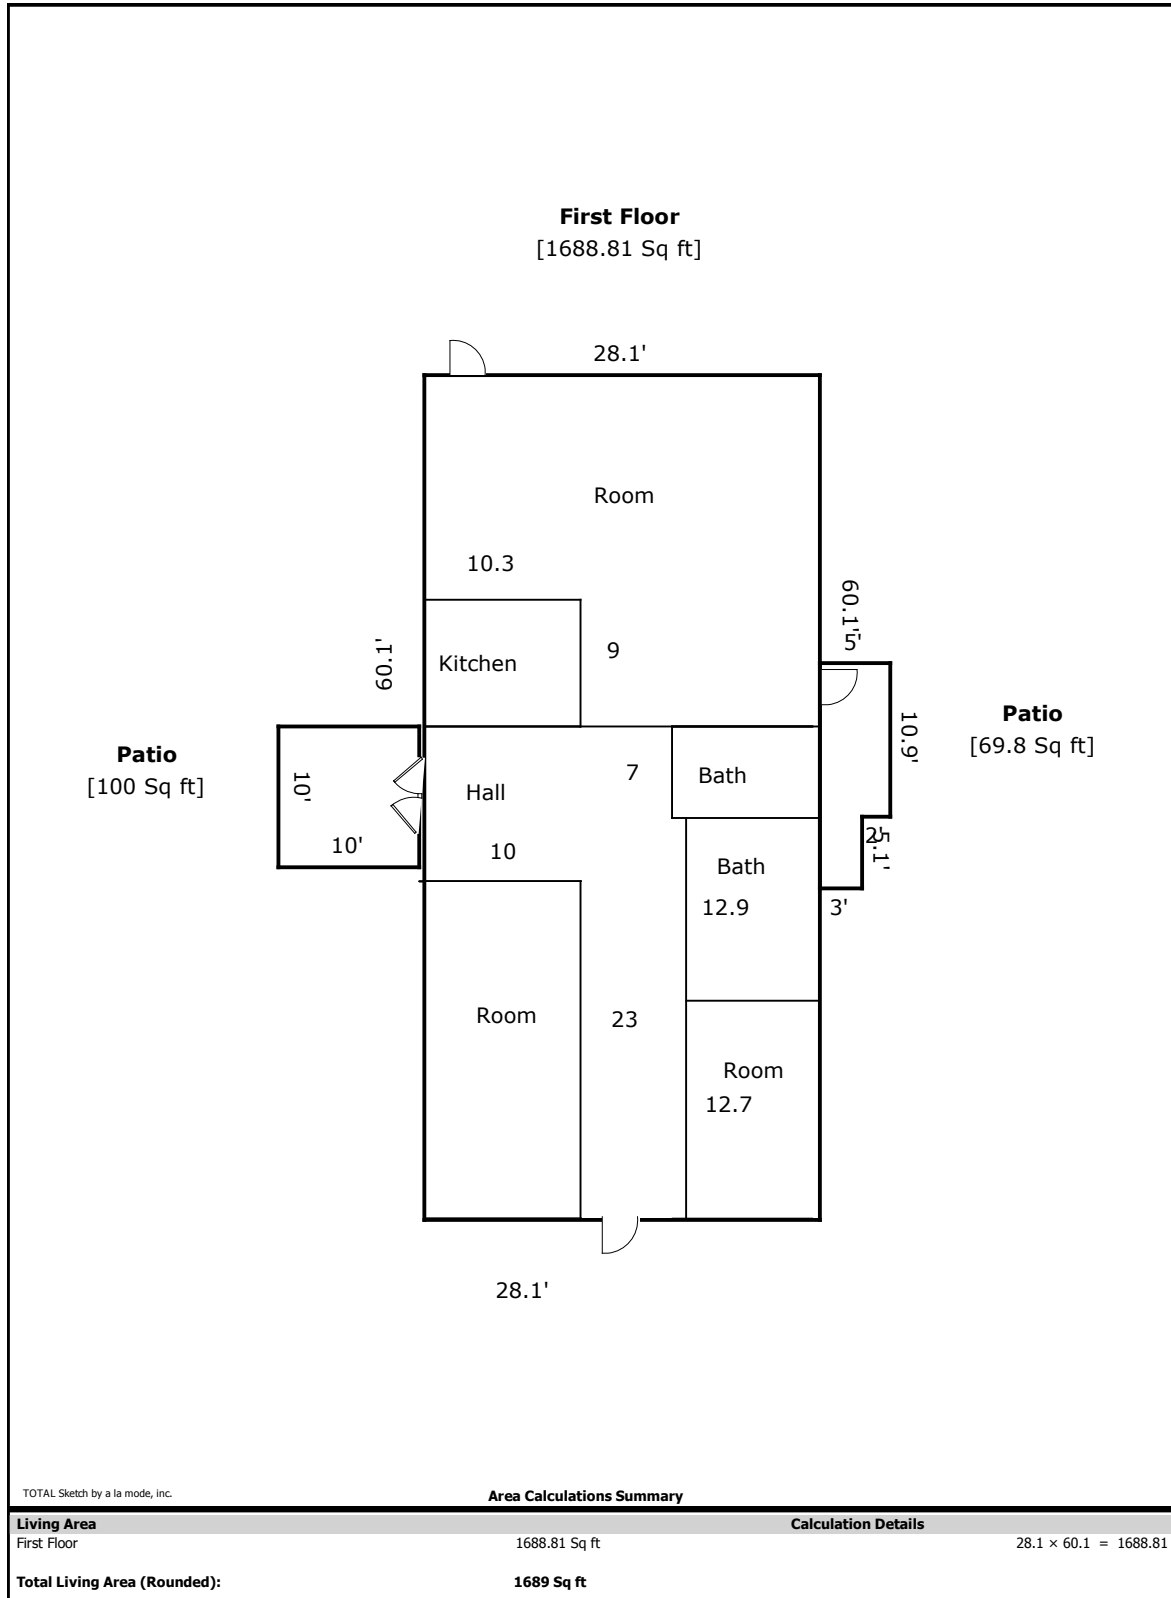 First Floor
[1688.81 Sq ft]
28.1'
Room
10.3
60.1'
5'
9
Kitchen
60.1'
10.9'
Patio
[69.8 Sq ft]
Patio
[100 Sq ft]
10'
7
Bath
Hall
2'
5.1'
10'
10
Bath
12.9
3'
Room
23
Room
12.7
28.1'
TOTAL Sketch by a la mode, inc.
Area Calculations Summary
Living Area Calculation Details
First Floor 1688.81 Sq ft 28.1 × 60.1 = 1688.81
Total Living Area (Rounded): 1689 Sq ft